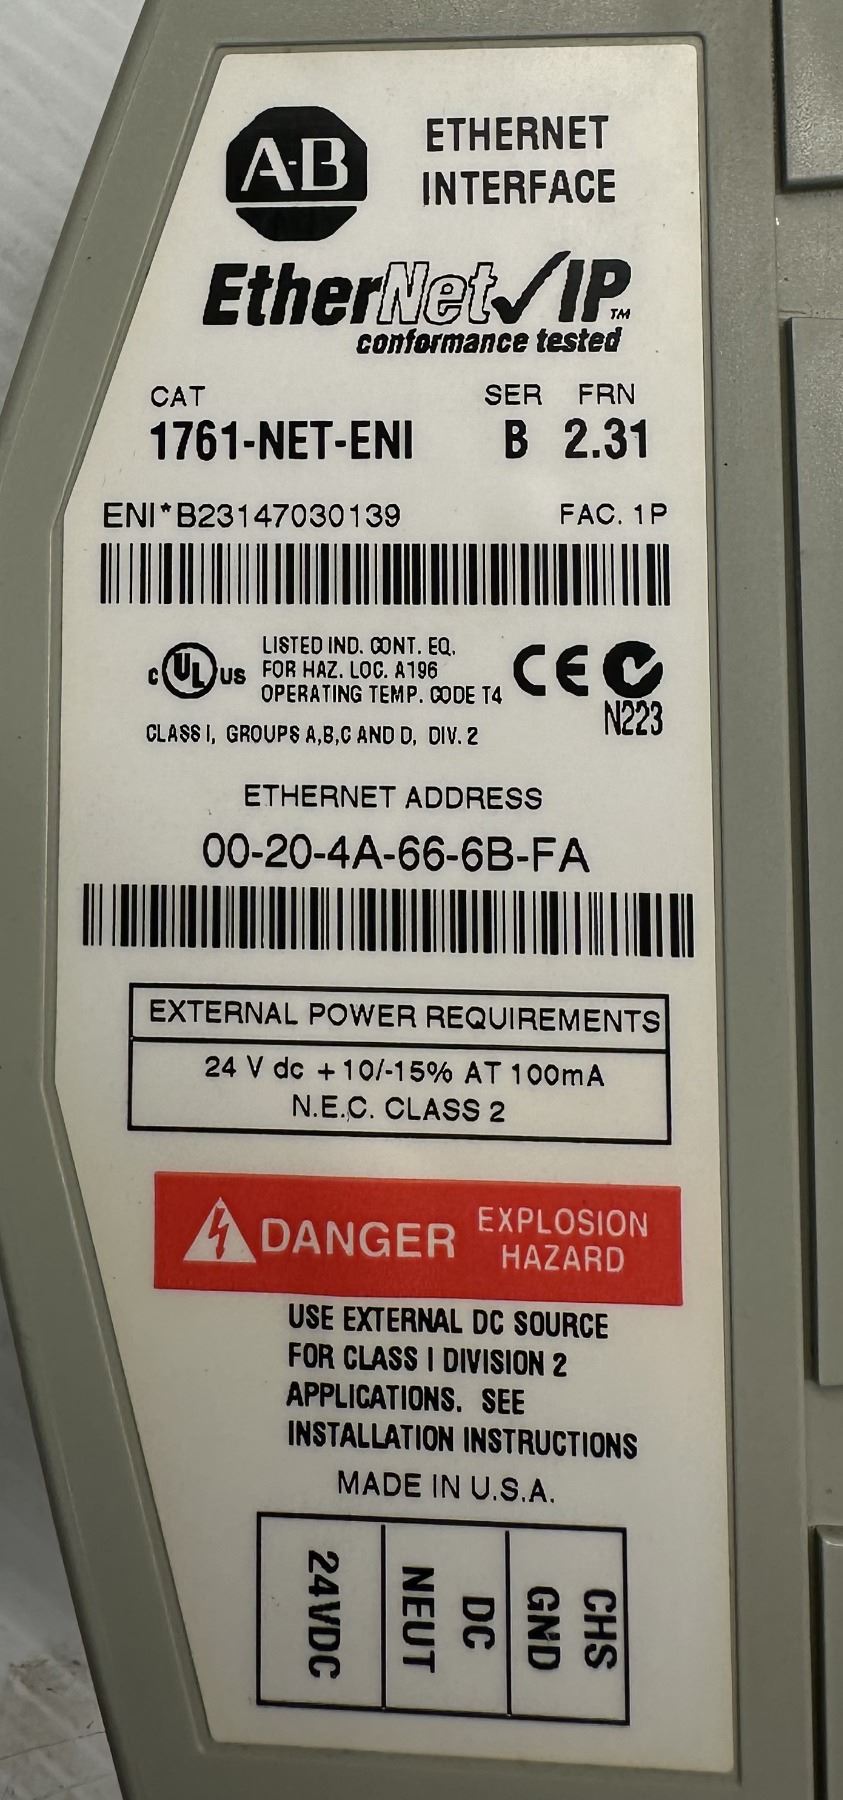 A-B
ETHERNET
INTERFACE
EtherNet/IP™
conformance tested
CAT SER FRN
1761-NET-ENI B 2.31
ENI*B23147030139 FAC. 1P
C UL US
LISTED IND. CONT. EQ.
FOR HAZ. LOC. A196
OPERATING TEMP. CODE T4
CE
N223
CLASS I, GROUPS A,B,C AND D, DIV. 2
ETHERNET ADDRESS
00-20-4A-66-6B-FA
EXTERNAL POWER REQUIREMENTS
24 V dc +10/-15% AT 100mA
N.E.C. CLASS 2
DANGER
EXPLOSION
HAZARD
USE EXTERNAL DC SOURCE
FOR CLASS I DIVISION 2
APPLICATIONS. SEE
INSTALLATION INSTRUCTIONS
MADE IN U.S.A.
24VDC
DC
NEUT
CHS
GND